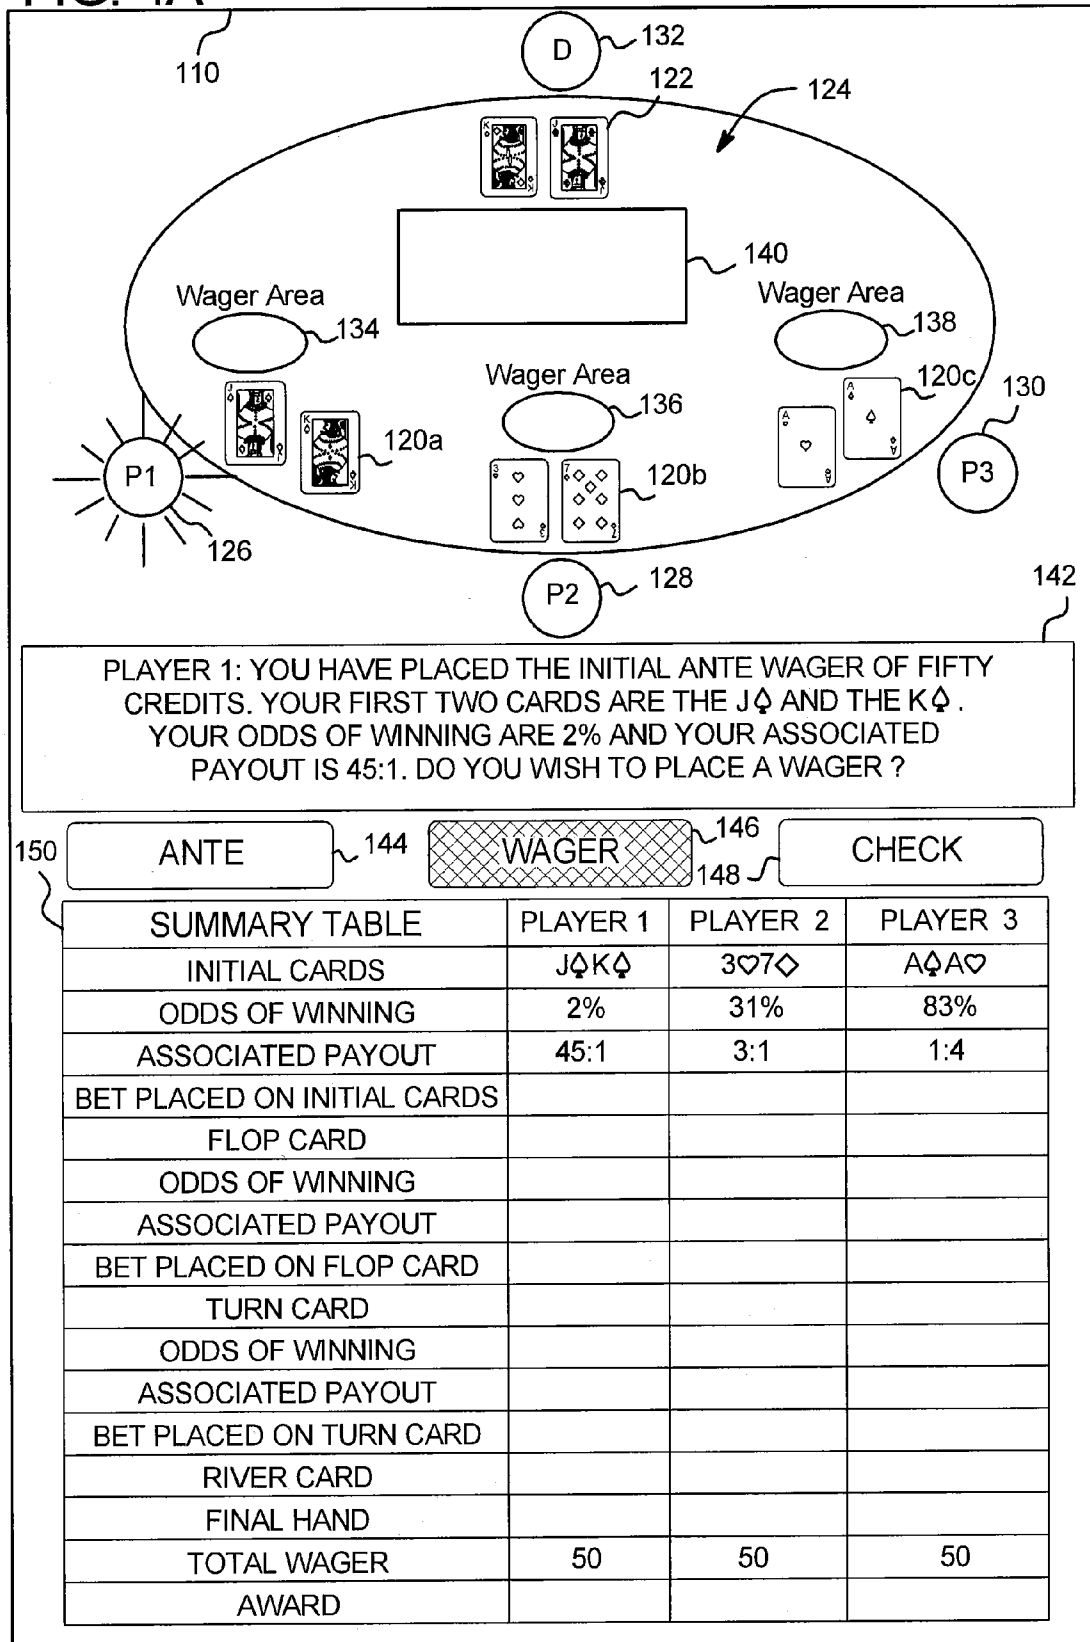 FIG. 4A
110
D
132
122
124
140
Wager Area
134
Wager Area
138
Wager Area
136
120a
120b
120c
130
P1
126
P3
P2
128
142
K
K
J
J
J
J
K
K
3
3
7
7
A
A
A
A
PLAYER 1: YOU HAVE PLACED THE INITIAL ANTE WAGER OF FIFTY
CREDITS. YOUR FIRST TWO CARDS ARE THE J♤ AND THE K♤ .
YOUR ODDS OF WINNING ARE 2% AND YOUR ASSOCIATED
PAYOUT IS 45:1. DO YOU WISH TO PLACE A WAGER ?
150
ANTE
144
WAGER
146
148
CHECK
SUMMARY TABLE PLAYER 1 PLAYER 2 PLAYER 3
INITIAL CARDS J♤K♤ 3♡7♢ A♤A♡
ODDS OF WINNING 2% 31% 83%
ASSOCIATED PAYOUT 45:1 3:1 1:4
BET PLACED ON INITIAL CARDS
FLOP CARD
ODDS OF WINNING
ASSOCIATED PAYOUT
BET PLACED ON FLOP CARD
TURN CARD
ODDS OF WINNING
ASSOCIATED PAYOUT
BET PLACED ON TURN CARD
RIVER CARD
FINAL HAND
TOTAL WAGER 50 50 50
AWARD